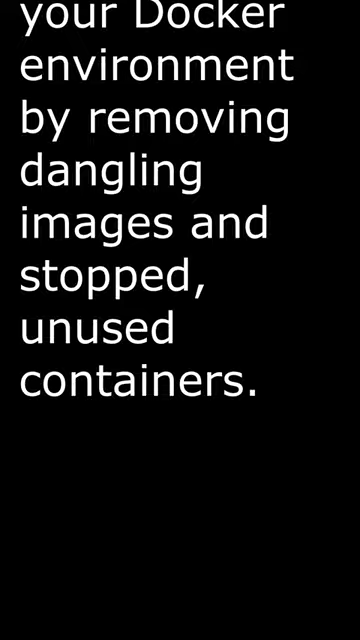 your Docker
environment
by removing
dangling
images and
stopped,
unused
containers.